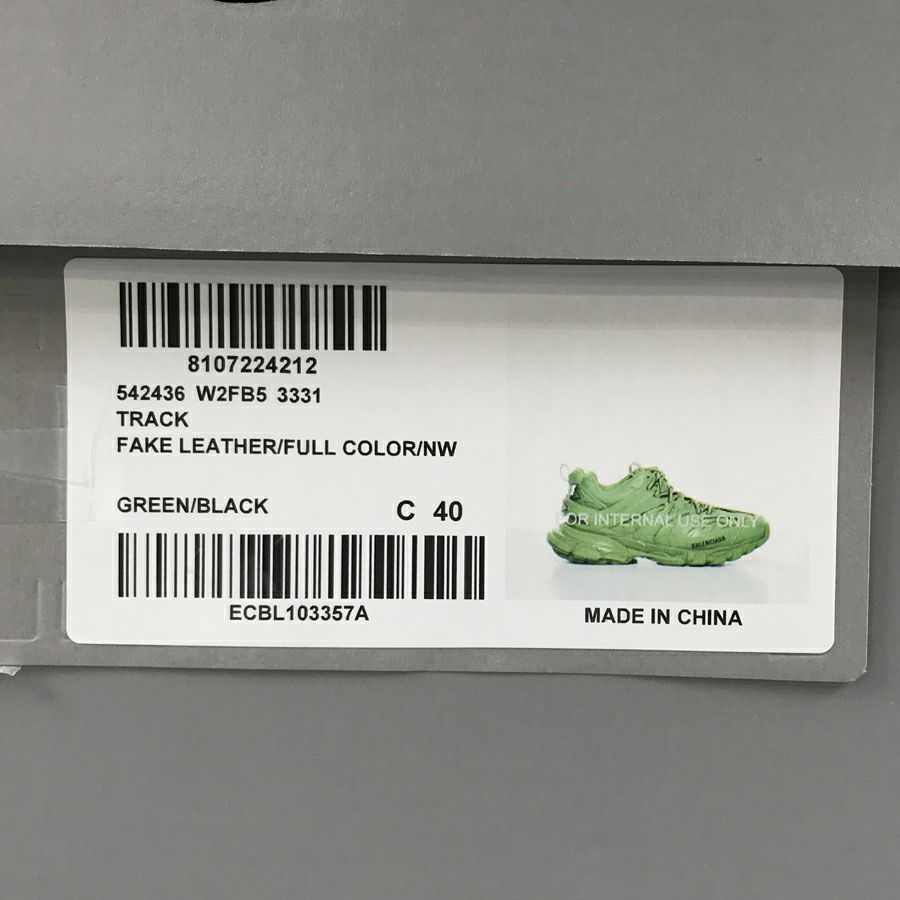 8107224212
542436 W2FB5 3331
TRACK
FAKE LEATHER/FULL COLOR/NW
GREEN/BLACK C 40
ECBL103357A
FOR INTERNAL USE ONLY
BALENCIAGA
MADE IN CHINA